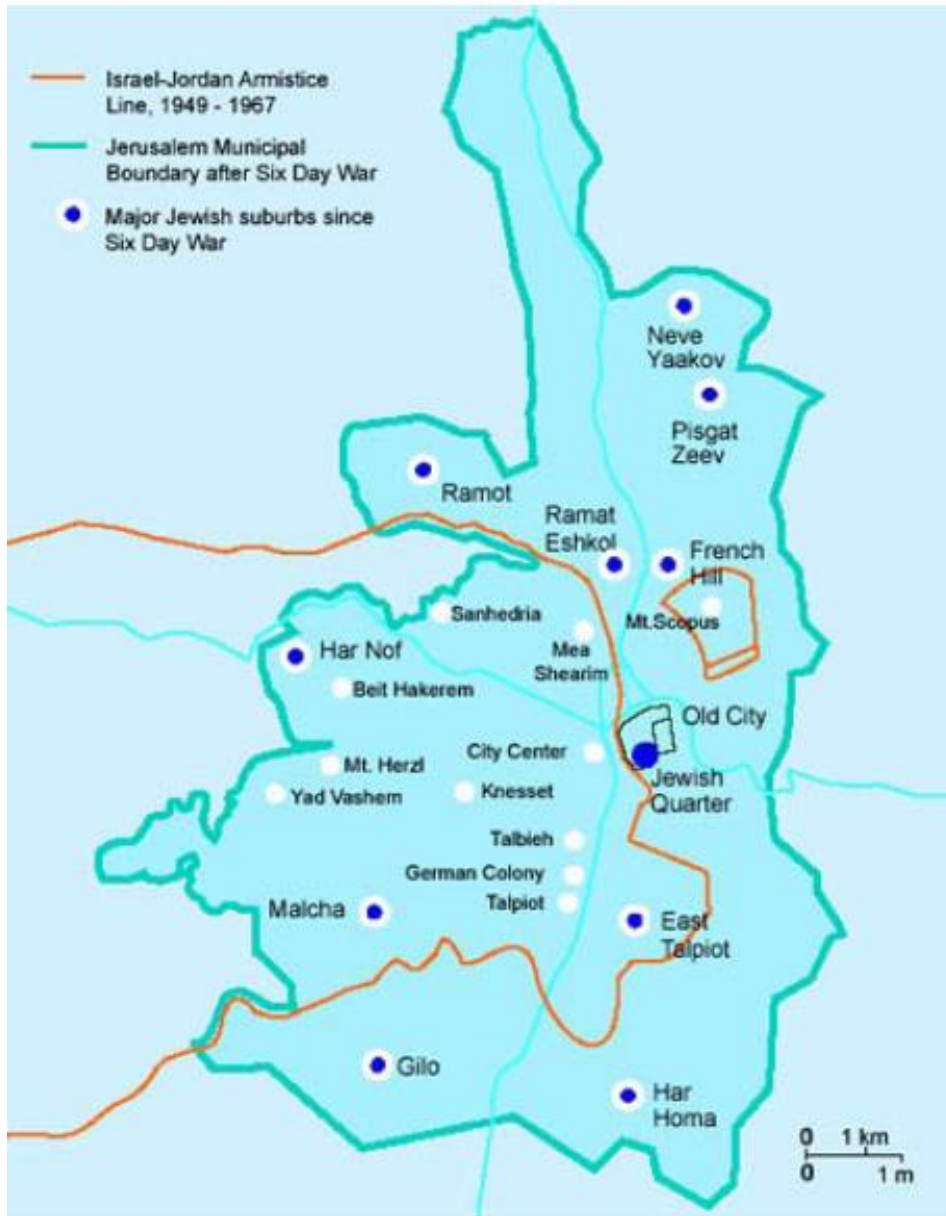 Israel-Jordan Armistice
Line, 1949 - 1967
Jerusalem Municipal
Boundary after Six Day War
Major Jewish suburbs since
Six Day War
Neve
Yaakov
Pisgat
Zeev
Ramot
Ramat
Eshkol
French
Hill
Mt.Scopus
Sanhedria
Mea
Shearim
Har Nof
Beit Hakerem
Old City
City Center
Mt. Herzl
Jewish
Quarter
Yad Vashem
Knesset
Talbieh
German Colony
Talpiot
Malcha
East
Talpiot
Gilo
Har
Homa
0 1 km
0 1 m